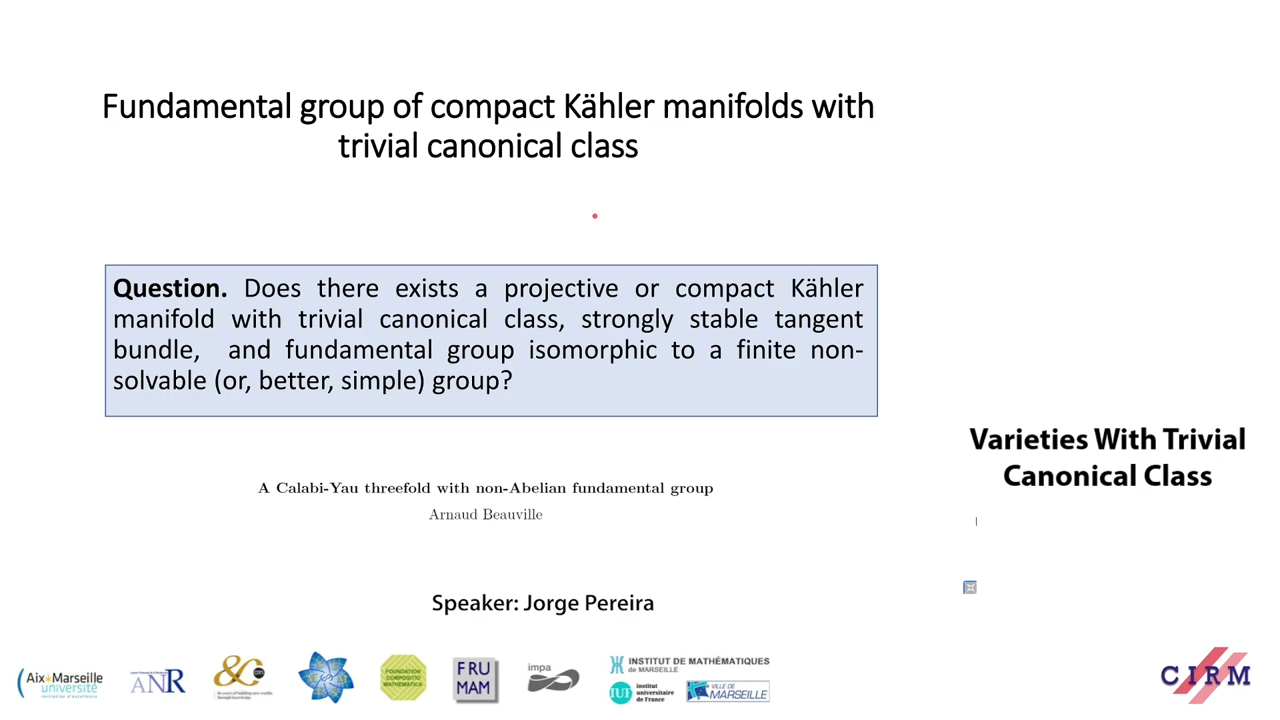 Fundamental group of compact Kähler manifolds with
trivial canonical class
Question. Does there exists a projective or compact Kähler
manifold with trivial canonical class, strongly stable tangent
bundle, and fundamental group isomorphic to a finite non-
solvable (or, better, simple) group?
A Calabi-Yau threefold with non-Abelian fundamental group
Arnaud Beauville
Varieties With Trivial
Canonical Class
Speaker: Jorge Pereira
Aix*Marseille
université
ANR
FOUNDATION
COMPOSITIO
MATHEMATICA
FRU
MAM
impa
INSTITUT DE MATHÉMATIQUES
de MARSEILLE
IUF
institut
universitaire
de France
VILLE DE
MARSEILLE
CIRM